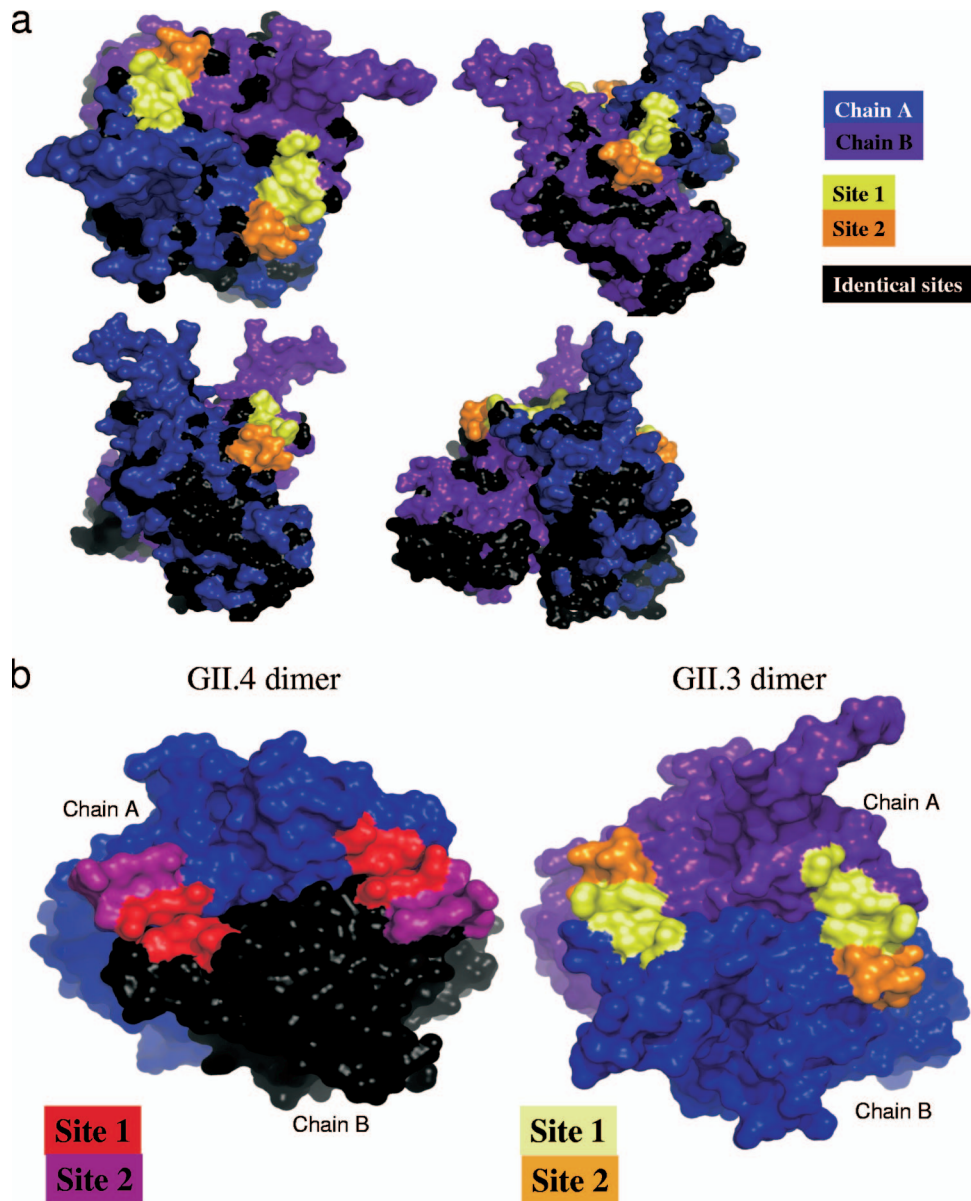 a
Chain A
Chain B
Site 1
Site 2
Identical sites
b
GII.4 dimer
GII.3 dimer
Chain A
Chain A
Chain B
Chain B
Site 1
Site 2
Site 1
Site 2